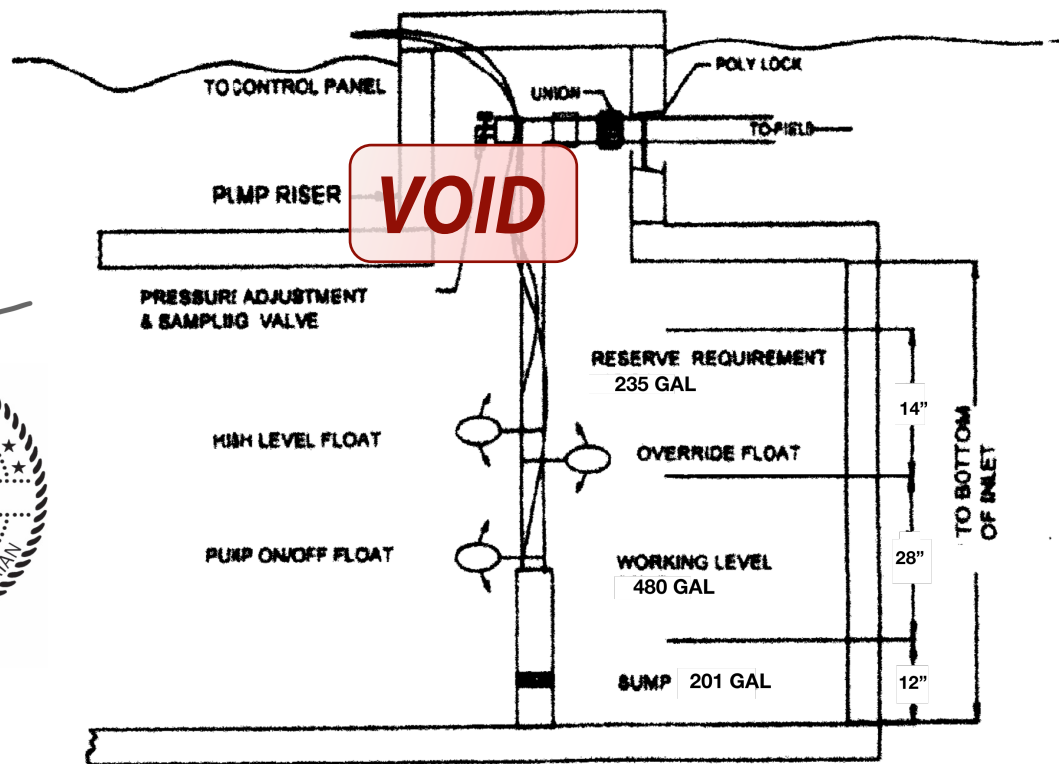 TO CONTROL PANEL
POLY LOCK
UNION
TO FIELD
PUMP RISER
VOID
PRESSURE ADJUSTMENT
& SAMPLING VALVE
RESERVE REQUIREMENT
235 GAL
14”
HIGH LEVEL FLOAT
OVERRIDE FLOAT
TO BOTTOM
OF INLET
PUMP ON/OFF FLOAT
WORKING LEVEL
480 GAL
28”
SUMP 201 GAL
12”